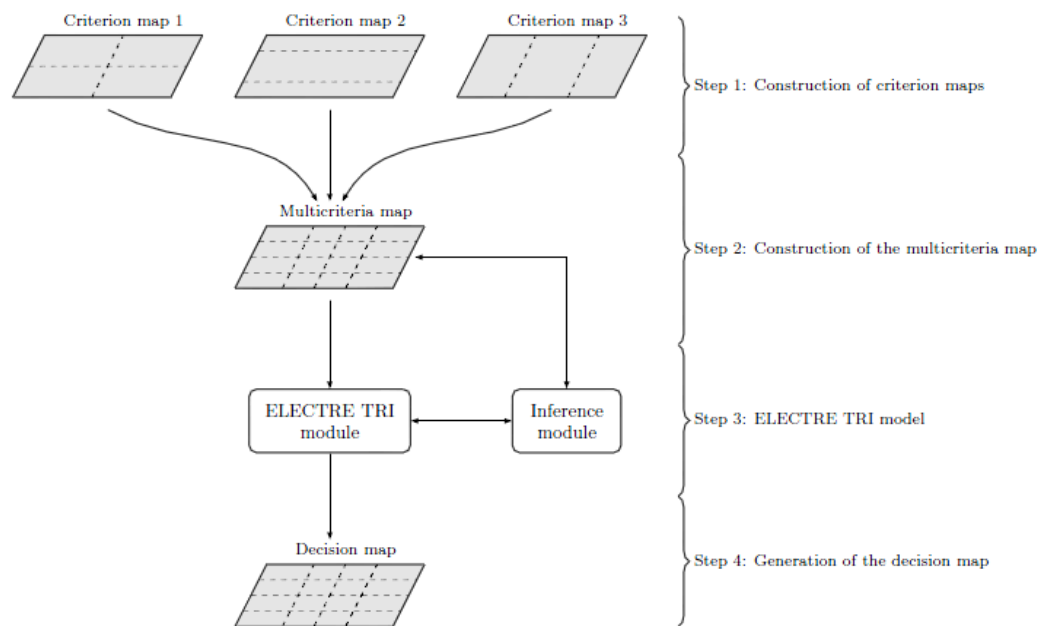 Criterion map 1
Criterion map 2
Criterion map 3
Step 1: Construction of criterion maps
Multicriteria map
Step 2: Construction of the multicriteria map
ELECTRE TRI
module
Inference
module
Step 3: ELECTRE TRI model
Decision map
Step 4: Generation of the decision map